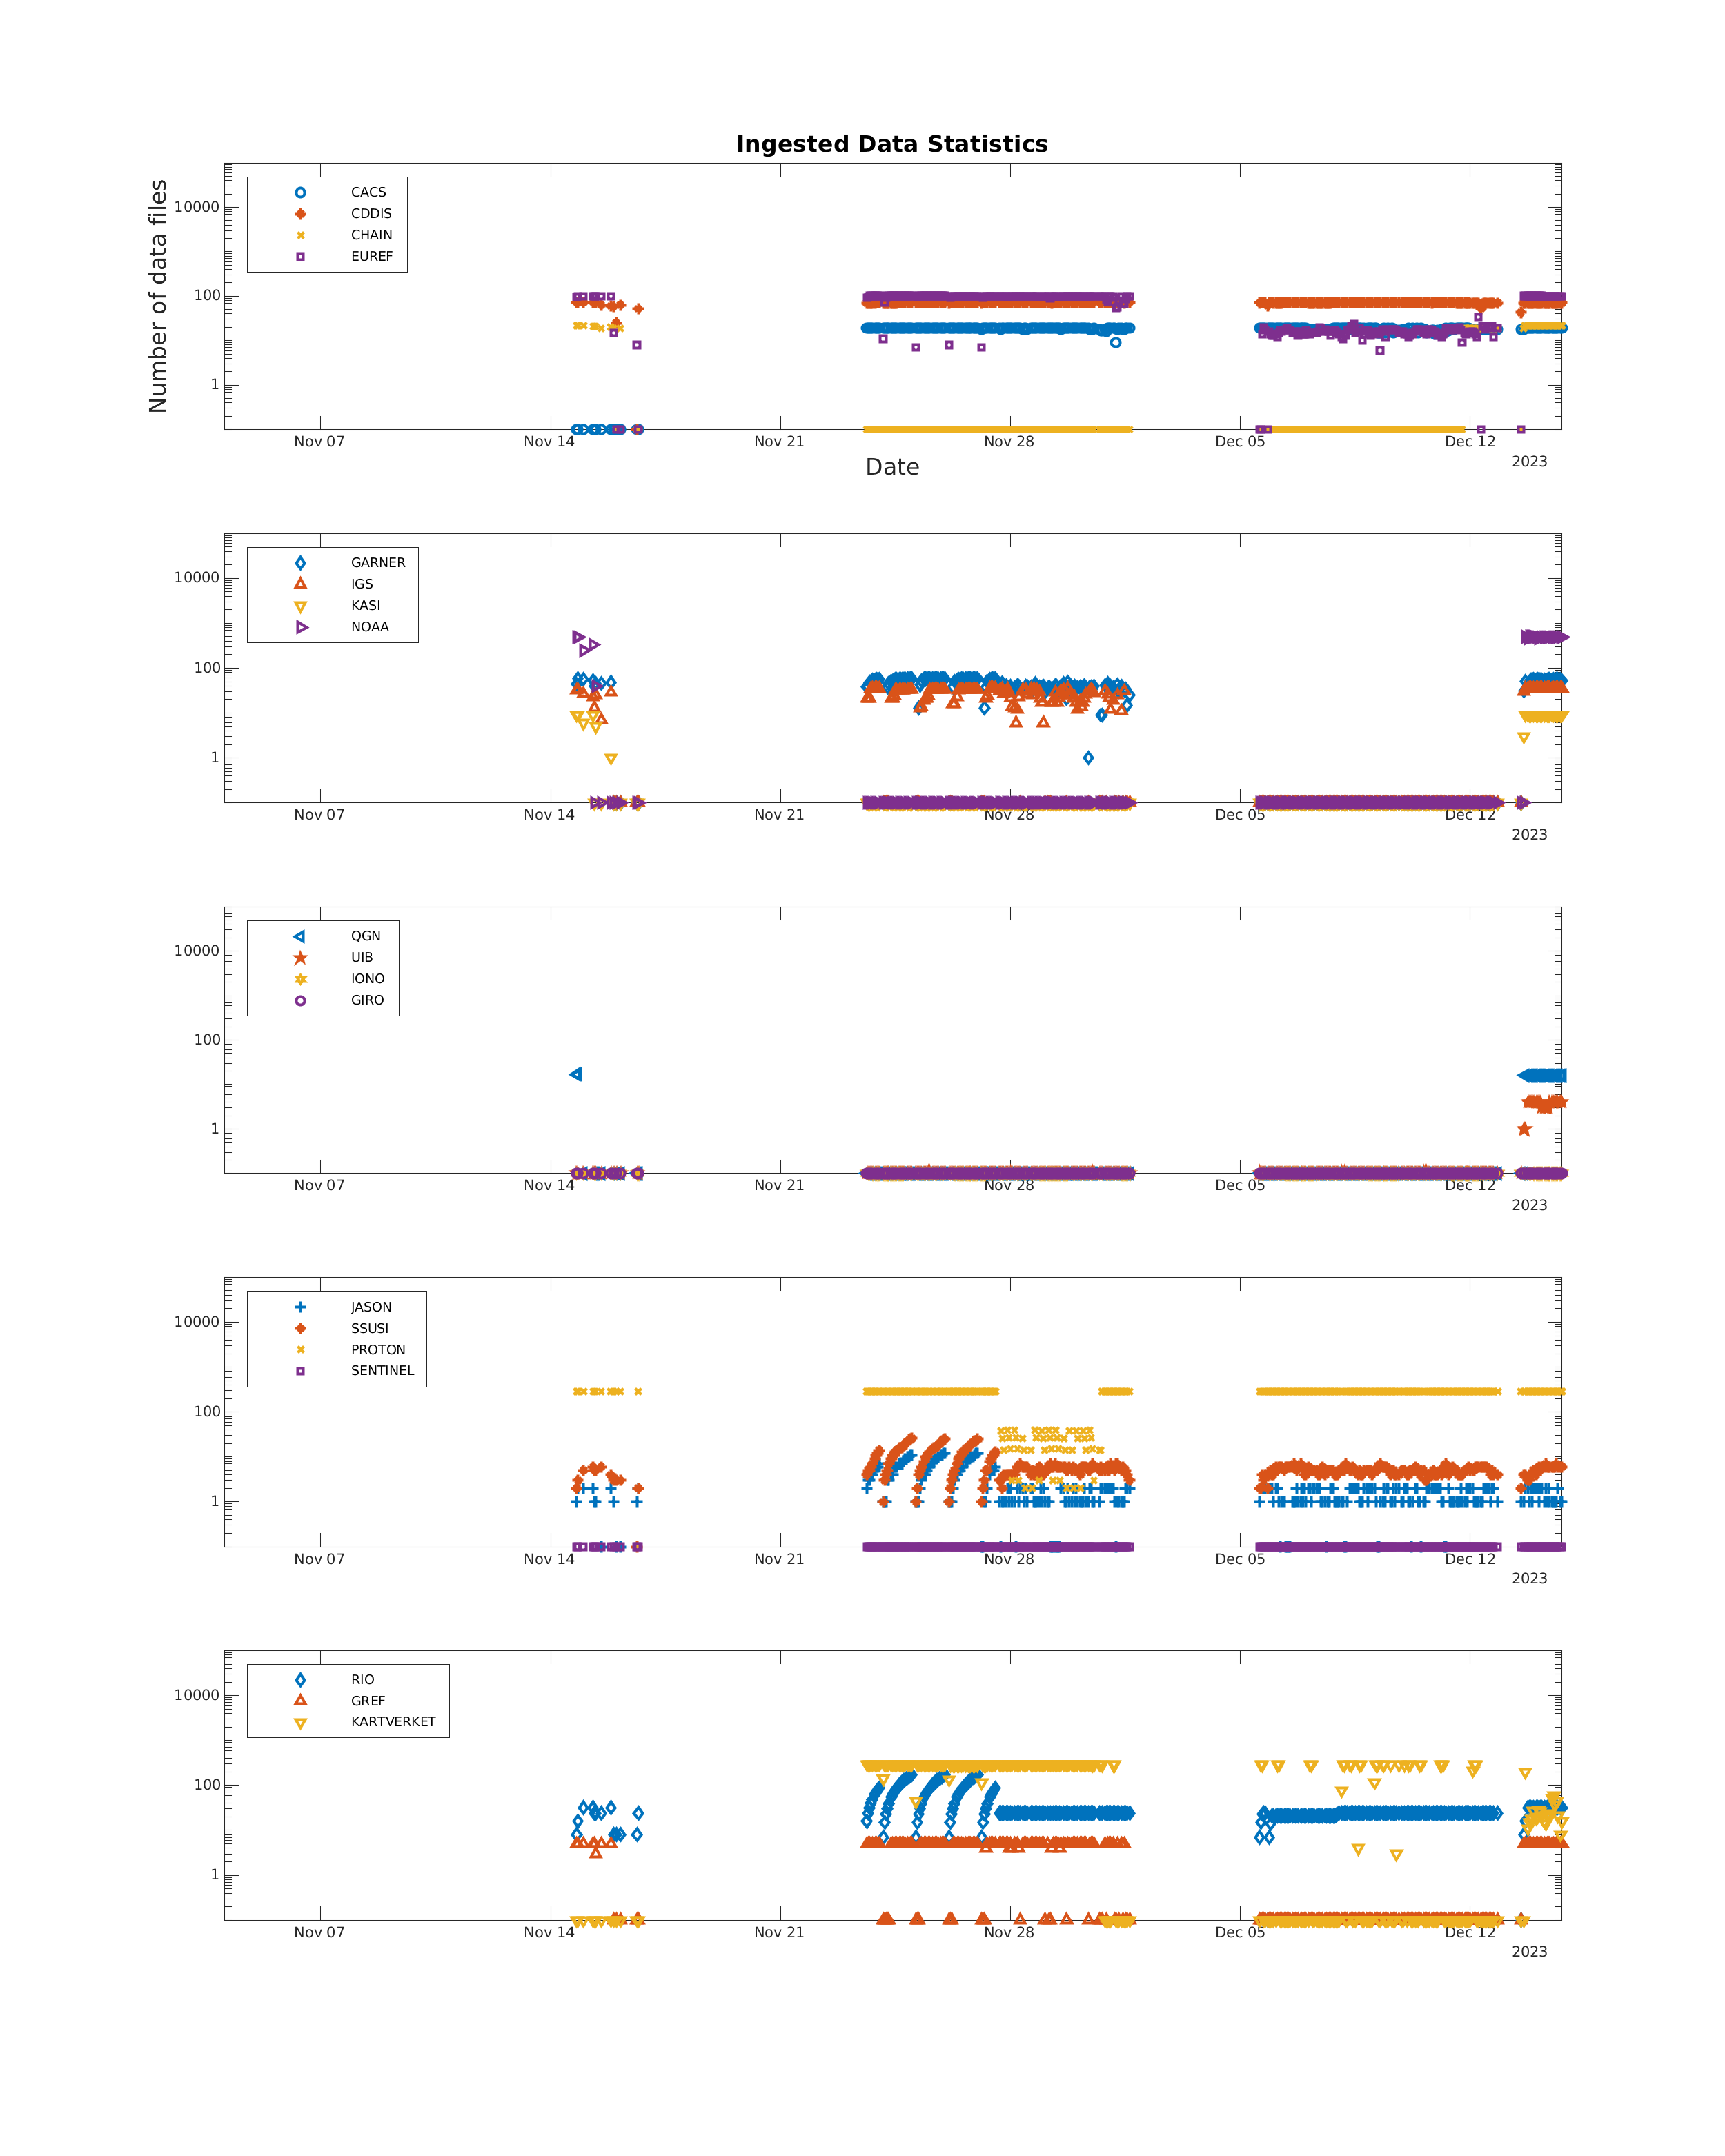 Ingested Data Statistics
Number of data files
10000
100
1
CACS
CDDIS
CHAIN
EUREF
Nov 07 Nov 14 Nov 21 Nov 28 Dec 05 Dec 12
2023
Date
10000
100
1
GARNER
IGS
KASI
NOAA
Nov 07 Nov 14 Nov 21 Nov 28 Dec 05 Dec 12
2023
10000
100
1
QGN
UIB
IONO
GIRO
Nov 07 Nov 14 Nov 21 Nov 28 Dec 05 Dec 12
2023
10000
100
1
JASON
SSUSI
PROTON
SENTINEL
Nov 07 Nov 14 Nov 21 Nov 28 Dec 05 Dec 12
2023
10000
100
1
RIO
GREF
KARTVERKET
Nov 07 Nov 14 Nov 21 Nov 28 Dec 05 Dec 12
2023